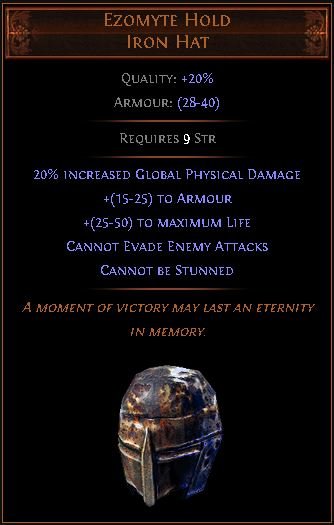 Ezomyte Hold
Iron Hat
Quality: +20%
Armour: (28-40)
Requires 9 Str
20% increased Global Physical Damage
+(15-25) to Armour
+(25-50) to maximum Life
Cannot Evade Enemy Attacks
Cannot be Stunned
A moment of victory may last an eternity
in memory.